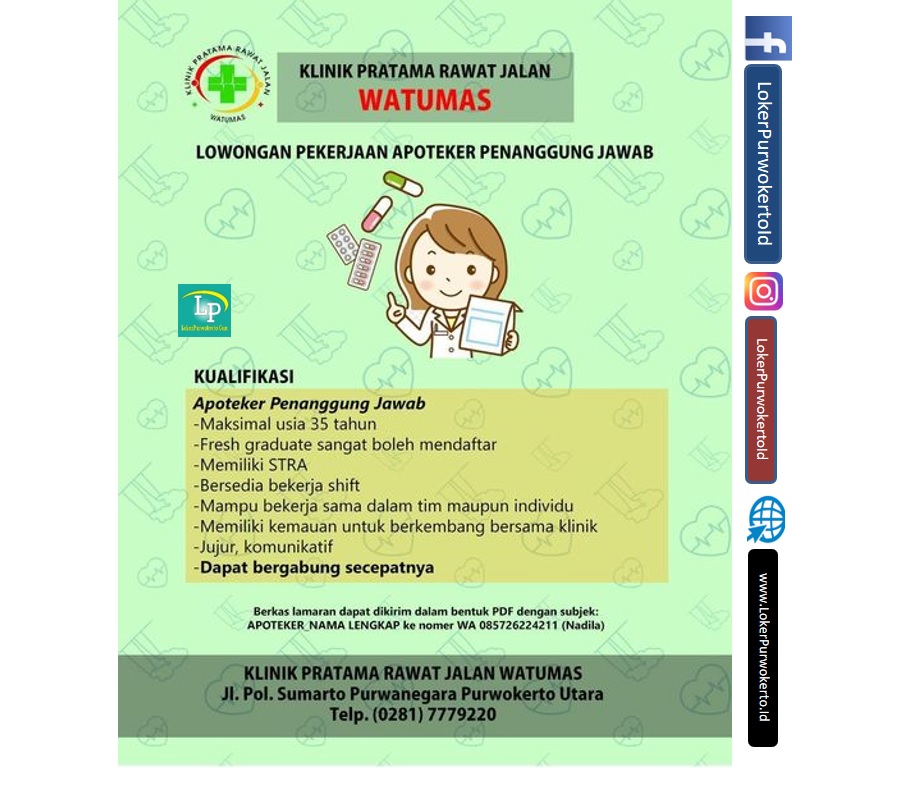 KLINIK PRATAMA RAWAT JALAN
WATUMAS
KLINIK PRATAMA RAWAT JALAN
WATUMAS
LOWONGAN PEKERJAAN APOTEKER PENANGGUNG JAWAB
Lp
LokerPurwokerto.Com
KUALIFIKASI
Apoteker Penanggung Jawab
-Maksimal usia 35 tahun
-Fresh graduate sangat boleh mendaftar
-Memiliki STRA
-Bersedia bekerja shift
-Mampu bekerja sama dalam tim maupun individu
-Memiliki kemauan untuk berkembang bersama klinik
-Jujur, komunikatif
-Dapat bergabung secepatnya
Berkas lamaran dapat dikirim dalam bentuk PDF dengan subjek:
APOTEKER_NAMA LENGKAP ke nomer WA 085726224211 (Nadila)
KLINIK PRATAMA RAWAT JALAN WATUMAS
Jl. Pol. Sumarto Purwanegara Purwokerto Utara
Telp. (0281) 7779220
LokerPurwokertoId
LokerPurwokertoId
www.LokerPurwokerto.id